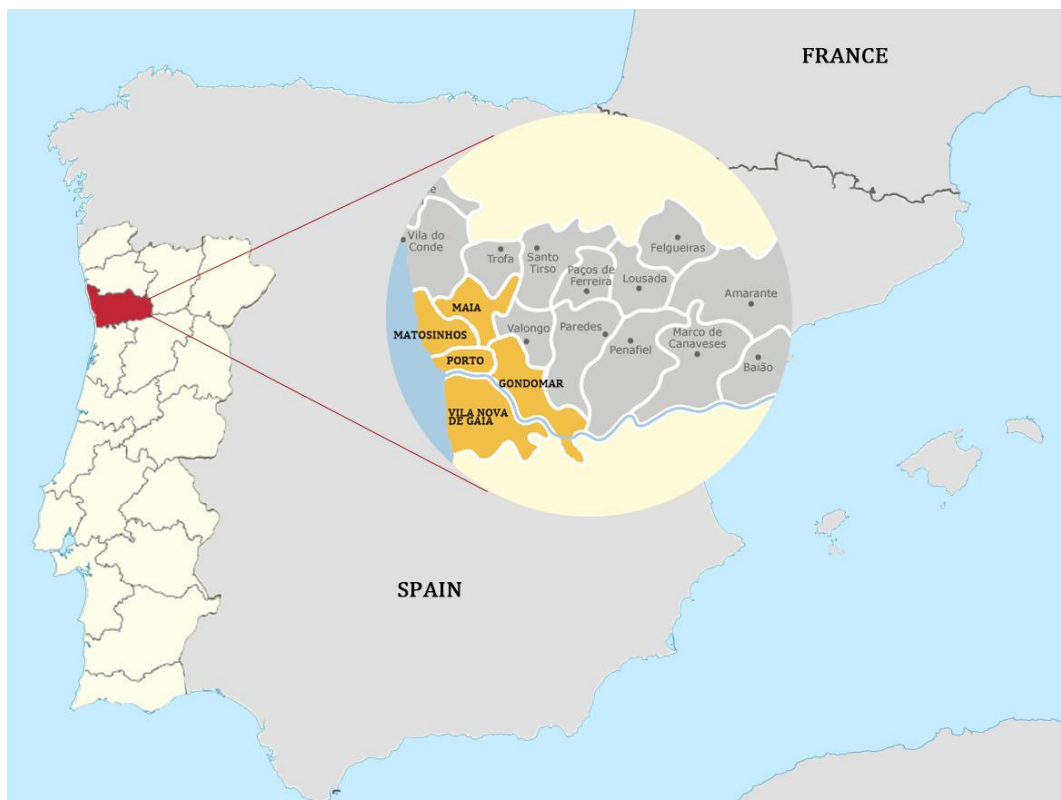 FRANCE
Vila do
Conde
Trofa
Santo
Tirso
Paços de
Ferreira
Lousada
Felgueiras
Amarante
MAIA
MATOSINHOS
Valongo
Paredes
Penafiel
Marco de
Canaveses
Baião
PORTO
GONDOMAR
VILA NOVA
DE GAIA
SPAIN